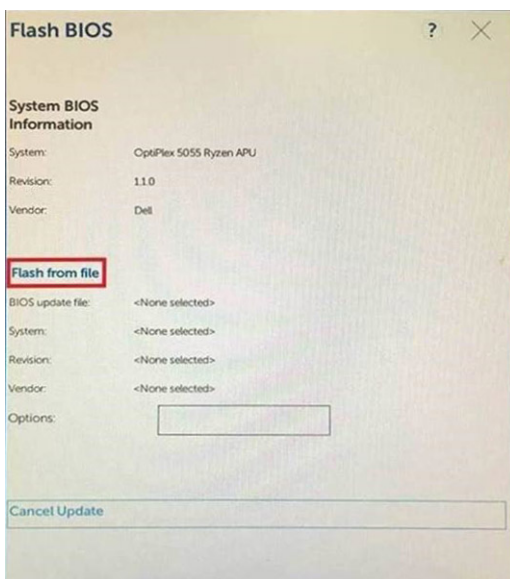 Flash BIOS ?
System BIOS
Information
System: OptiPlex 5055 Ryzen APU
Revision: 1.1.0
Vendor: Dell
Flash from file
BIOS update file: <None selected>
System: <None selected>
Revision: <None selected>
Vendor: <None selected>
Options:
Cancel Update